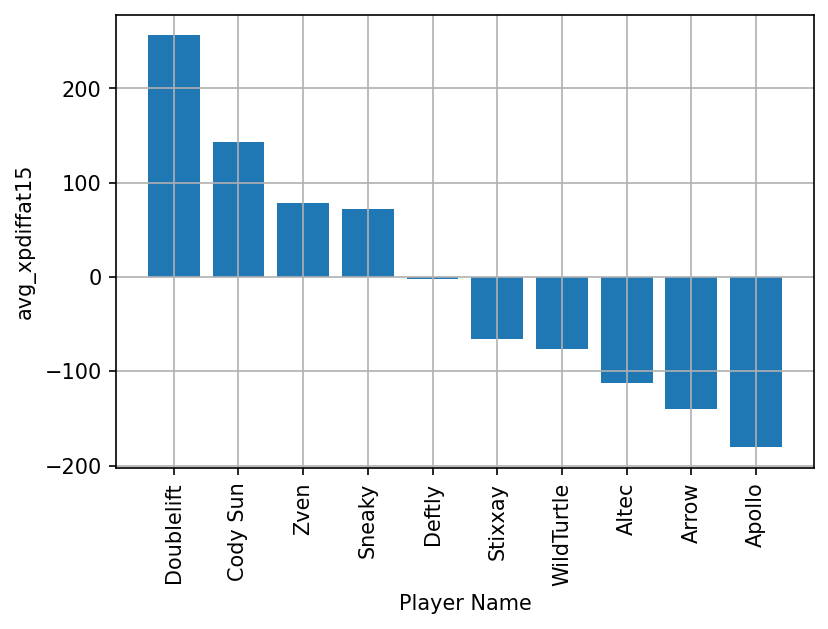 200
100
0
−100
−200
avg_xpdiffat15
Doublelift
Cody Sun
Zven
Sneaky
Deftly
Stixxay
WildTurtle
Altec
Arrow
Apollo
Player Name